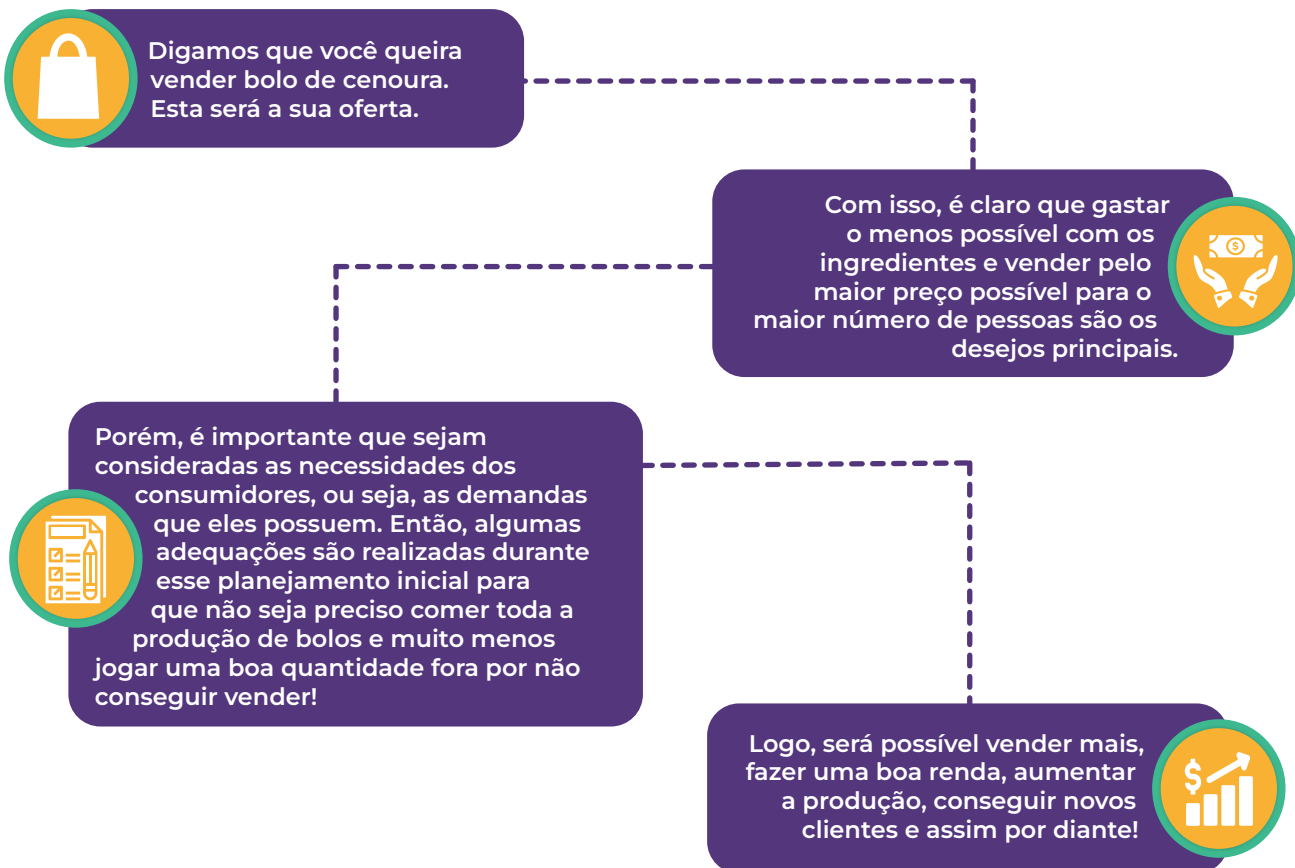 Digamos que você queira
vender bolo de cenoura.
Esta será a sua oferta.
Com isso, é claro que gastar
o menos possível com os
ingredientes e vender pelo
maior preço possível para o
maior número de pessoas são os
desejos principais.
$
Porém, é importante que sejam
consideradas as necessidades dos
consumidores, ou seja, as demandas
que eles possuem. Então, algumas
adequações são realizadas durante
esse planejamento inicial para
que não seja preciso comer toda a
produção de bolos e muito menos
jogar uma boa quantidade fora por não
conseguir vender!
Logo, será possível vender mais,
fazer uma boa renda, aumentar
a produção, conseguir novos
clientes e assim por diante!
$